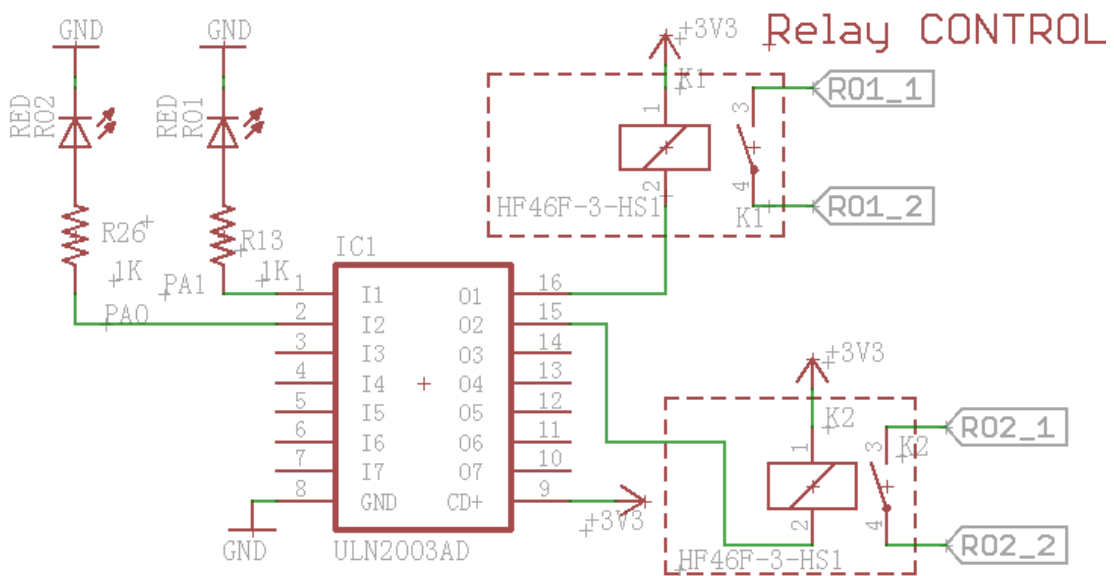 Relay CONTROL
GND
GND
+3V3
K1
RED
RO2
RED
RO1
1
2
3
4
RO1_1
RO1_2
HF46F-3-HS1
K1
R26
1K
R13
1K
PA1
PA0
IC1
1 I1 O1 16
2 I2 O2 15
3 I3 O3 14
4 I4 O4 13
5 I5 O5 12
6 I6 O6 11
7 I7 O7 10
8 GND CD+ 9
GND
ULN2003AD
+3V3
+3V3
K2
1
2
3
4
K2
RO2_1
RO2_2
HF46F-3-HS1